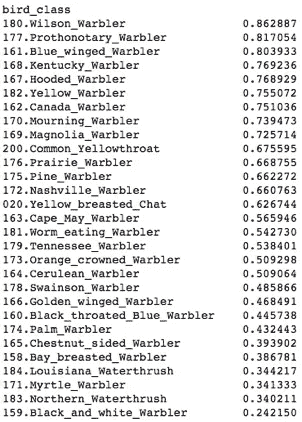 bird_class
180.Wilson_Warbler 0.862887
177.Prothonotary_Warbler 0.817054
161.Blue_winged_Warbler 0.803933
168.Kentucky_Warbler 0.769236
167.Hooded_Warbler 0.768929
182.Yellow_Warbler 0.755072
162.Canada_Warbler 0.751036
170.Mourning_Warbler 0.739473
169.Magnolia_Warbler 0.725714
200.Common_Yellowthroat 0.675595
176.Prairie_Warbler 0.668755
175.Pine_Warbler 0.662272
172.Nashville_Warbler 0.660763
020.Yellow_breasted_Chat 0.626744
163.Cape_May_Warbler 0.565946
181.Worm_eating_Warbler 0.542730
179.Tennessee_Warbler 0.538401
173.Orange_crowned_Warbler 0.509298
164.Cerulean_Warbler 0.509064
178.Swainson_Warbler 0.485866
166.Golden_winged_Warbler 0.468491
160.Black_throated_Blue_Warbler 0.445738
174.Palm_Warbler 0.432443
165.Chestnut_sided_Warbler 0.393902
158.Bay_breasted_Warbler 0.386781
184.Louisiana_Waterthrush 0.344217
171.Myrtle_Warbler 0.341333
183.Northern_Waterthrush 0.340211
159.Black_and_white_Warbler 0.242150